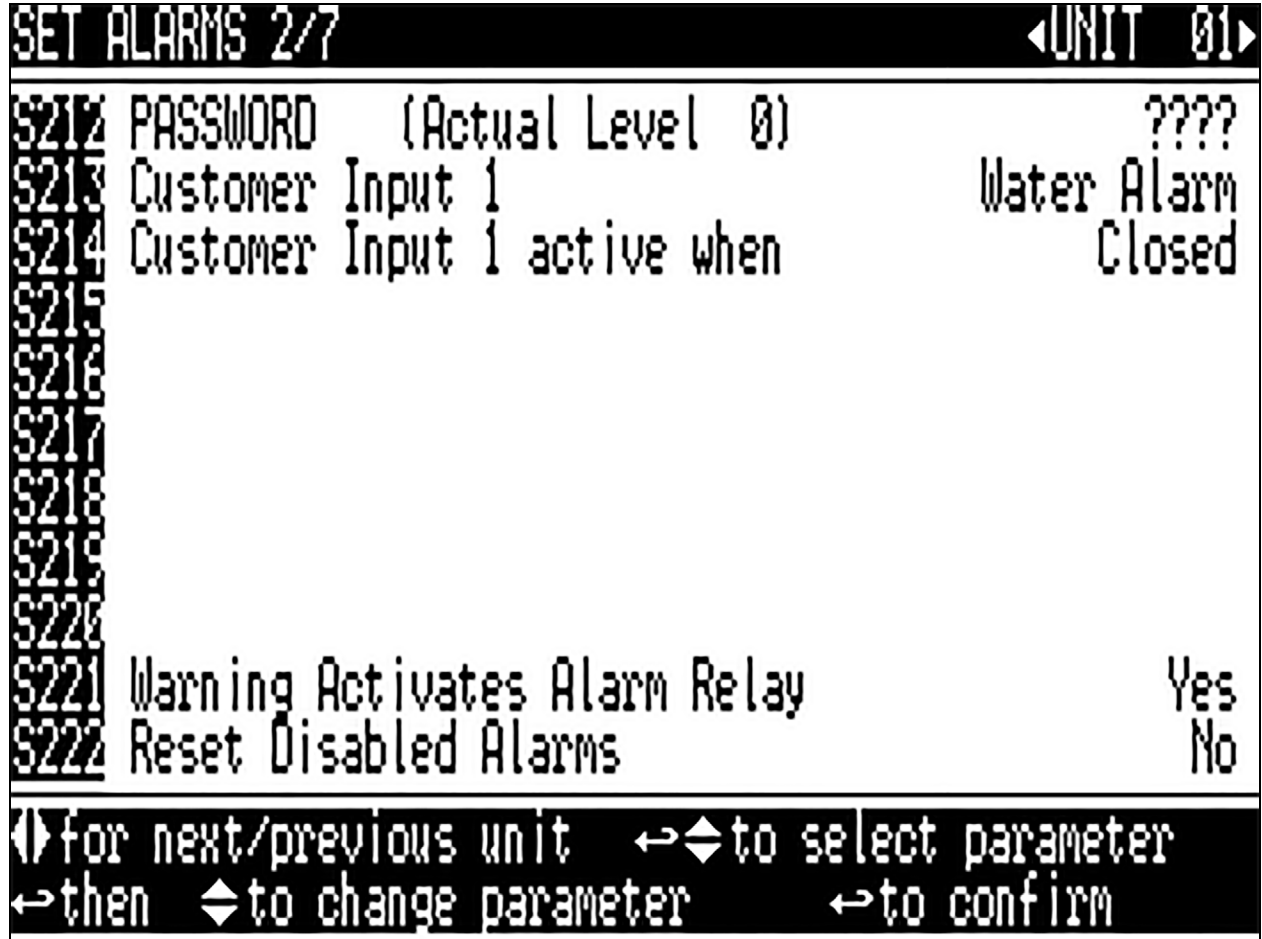 SET ALARMS 2/7 ◂UNIT 01▸
S212 PASSWORD (Actual Level 0) ????
S213 Customer Input 1 Water Alarm
S214 Customer Input 1 active when Closed
S215
S216
S217
S218
S219
S220
S221 Warning Activates Alarm Relay Yes
S222 Reset Disabled Alarms No
◂▸for next/previous unit ↩▴▾to select parameter
↩then ▴▾to change parameter ↩to confirm